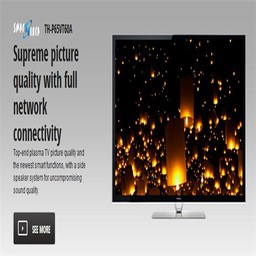 TH-P65VT60A
Supreme picture
quality with full
network
connectivity
Top-end plasma TV picture quality and
the newest smart functions, with a side
speaker system for uncompromising
sound quality
SEE MORE